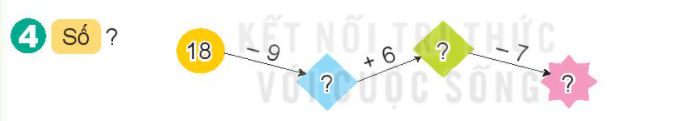 4 Số ?
KẾT NỐI TRI THỨC
VỚI CUỘC SỐNG
18 – 9 ? + 6 ? – 7 ?